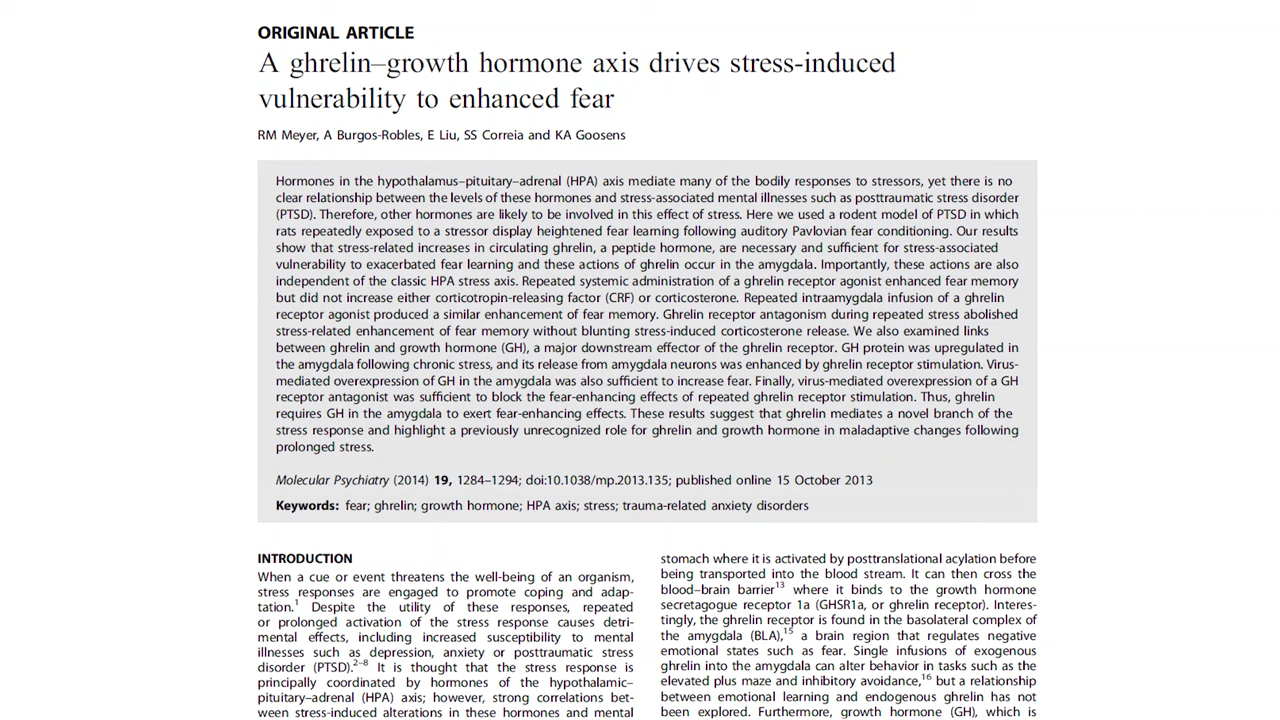 ORIGINAL ARTICLE
A ghrelin–growth hormone axis drives stress-induced
vulnerability to enhanced fear
RM Meyer, A Burgos-Robles, E Liu, SS Correia and KA Goosens
Hormones in the hypothalamus–pituitary–adrenal (HPA) axis mediate many of the bodily responses to stressors, yet there is no
clear relationship between the levels of these hormones and stress-associated mental illnesses such as posttraumatic stress disorder
(PTSD). Therefore, other hormones are likely to be involved in this effect of stress. Here we used a rodent model of PTSD in which
rats repeatedly exposed to a stressor display heightened fear learning following auditory Pavlovian fear conditioning. Our results
show that stress-related increases in circulating ghrelin, a peptide hormone, are necessary and sufficient for stress-associated
vulnerability to exacerbated fear learning and these actions of ghrelin occur in the amygdala. Importantly, these actions are also
independent of the classic HPA stress axis. Repeated systemic administration of a ghrelin receptor agonist enhanced fear memory
but did not increase either corticotropin-releasing factor (CRF) or corticosterone. Repeated intraamygdala infusion of a ghrelin
receptor agonist produced a similar enhancement of fear memory. Ghrelin receptor antagonism during repeated stress abolished
stress-related enhancement of fear memory without blunting stress-induced corticosterone release. We also examined links
between ghrelin and growth hormone (GH), a major downstream effector of the ghrelin receptor. GH protein was upregulated in
the amygdala following chronic stress, and its release from amygdala neurons was enhanced by ghrelin receptor stimulation. Virus-
mediated overexpression of GH in the amygdala was also sufficient to increase fear. Finally, virus-mediated overexpression of a GH
receptor antagonist was sufficient to block the fear-enhancing effects of repeated ghrelin receptor stimulation. Thus, ghrelin
requires GH in the amygdala to exert fear-enhancing effects. These results suggest that ghrelin mediates a novel branch of the
stress response and highlight a previously unrecognized role for ghrelin and growth hormone in maladaptive changes following
prolonged stress.
Molecular Psychiatry (2014) 19, 1284–1294; doi:10.1038/mp.2013.135; published online 15 October 2013
Keywords: fear; ghrelin; growth hormone; HPA axis; stress; trauma-related anxiety disorders
INTRODUCTION
When a cue or event threatens the well-being of an organism,
stress responses are engaged to promote coping and adap-
tation.1 Despite the utility of these responses, repeated
or prolonged activation of the stress response causes detri-
mental effects, including increased susceptibility to mental
illnesses such as depression, anxiety or posttraumatic stress
disorder (PTSD).2–8 It is thought that the stress response is
principally coordinated by hormones of the hypothalamic–
pituitary–adrenal (HPA) axis; however, strong correlations bet-
ween stress-induced alterations in these hormones and mental
stomach where it is activated by posttranslational acylation before
being transported into the blood stream. It can then cross the
blood–brain barrier13 where it binds to the growth hormone
secretagogue receptor 1a (GHSR1a, or ghrelin receptor). Interes-
tingly, the ghrelin receptor is found in the basolateral complex of
the amygdala (BLA),15 a brain region that regulates negative
emotional states such as fear. Single infusions of exogenous
ghrelin into the amygdala can alter behavior in tasks such as the
elevated plus maze and inhibitory avoidance,16 but a relationship
between emotional learning and endogenous ghrelin has not
been explored. Furthermore, growth hormone (GH), which is